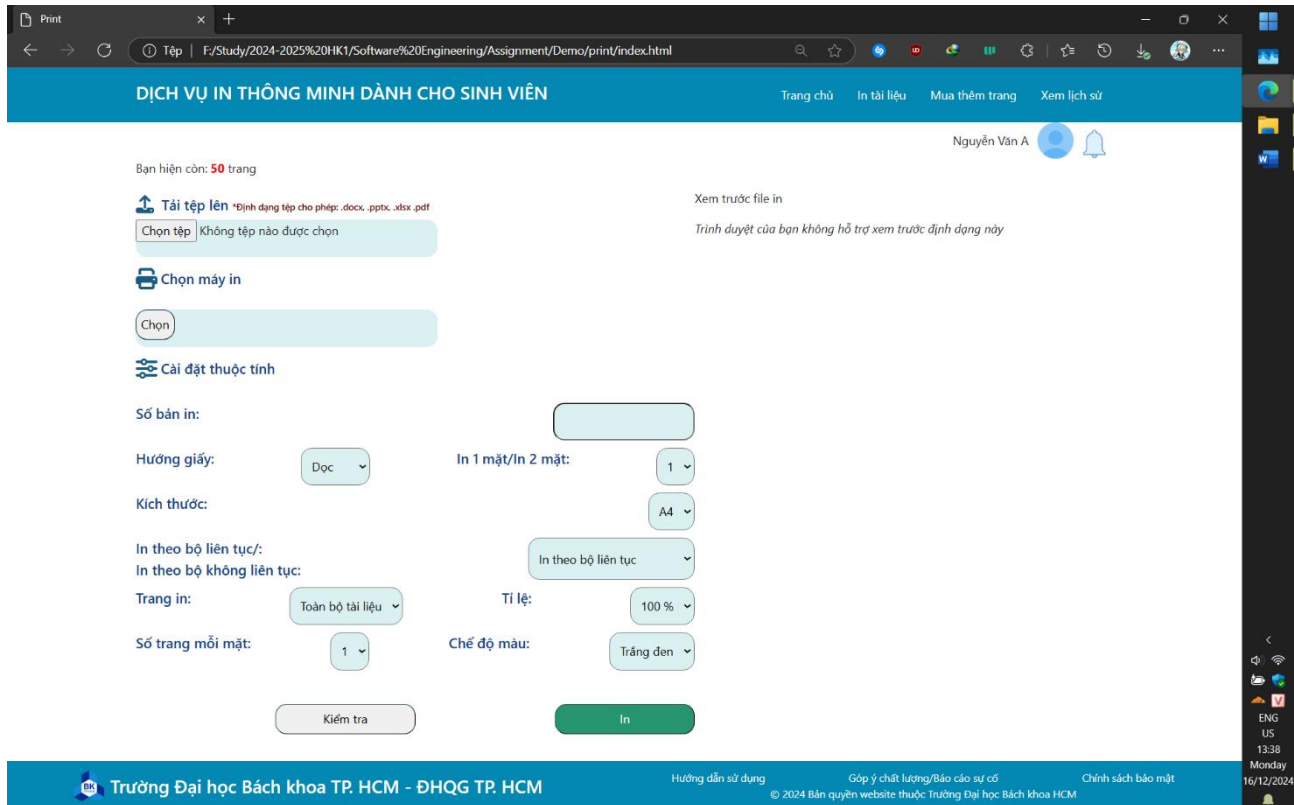 Print
Tệp | F:/Study/2024-2025%20HK1/Software%20Engineering/Assignment/Demo/print/index.html
DỊCH VỤ IN THÔNG MINH DÀNH CHO SINH VIÊN
Trang chủ In tài liệu Mua thêm trang Xem lịch sử
Nguyễn Văn A
Bạn hiện còn: 50 trang
Tải tệp lên *Định dạng tệp cho phép: .docx, .pptx, .xlsx .pdf
Chọn tệp Không tệp nào được chọn
Xem trước file in
Trình duyệt của bạn không hỗ trợ xem trước định dạng này
Chọn máy in
Chọn
Cài đặt thuộc tính
Số bản in:
Hướng giấy: Dọc In 1 mặt/In 2 mặt: 1
Kích thước: A4
In theo bộ liên tục/:
In theo bộ không liên tục:
In theo bộ liên tục
Trang in: Toàn bộ tài liệu Tỉ lệ: 100 %
Số trang mỗi mặt: 1 Chế độ màu: Trắng đen
Kiểm tra In
BK
Trường Đại học Bách khoa TP. HCM - ĐHQG TP. HCM
Hướng dẫn sử dụng Góp ý chất lượng/Báo cáo sự cố Chính sách bảo mật
© 2024 Bản quyền website thuộc Trường Đại học Bách khoa HCM
ENG
US
13:38
Monday
16/12/2024